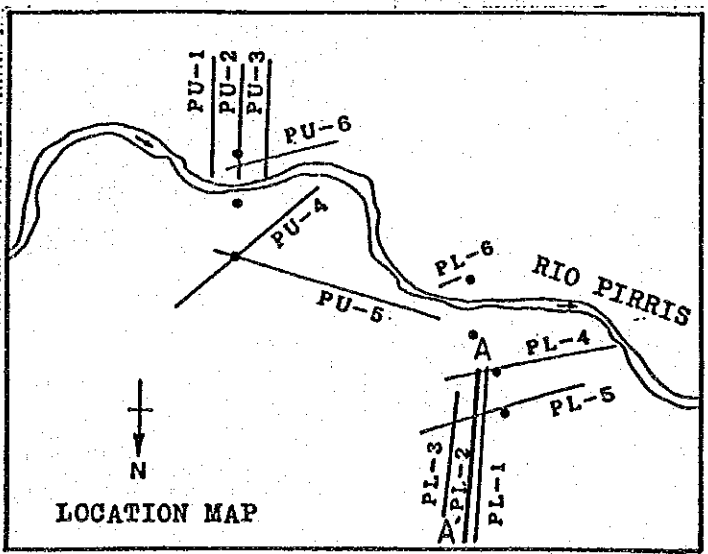 PU-1
PU-2
PU-3
PU-6
PU-4
PU-5
PL-6
RIO PIRRIS
A
PL-4
PL-5
PL-3
PL-2
PL-1
A'
N
LOCATION MAP